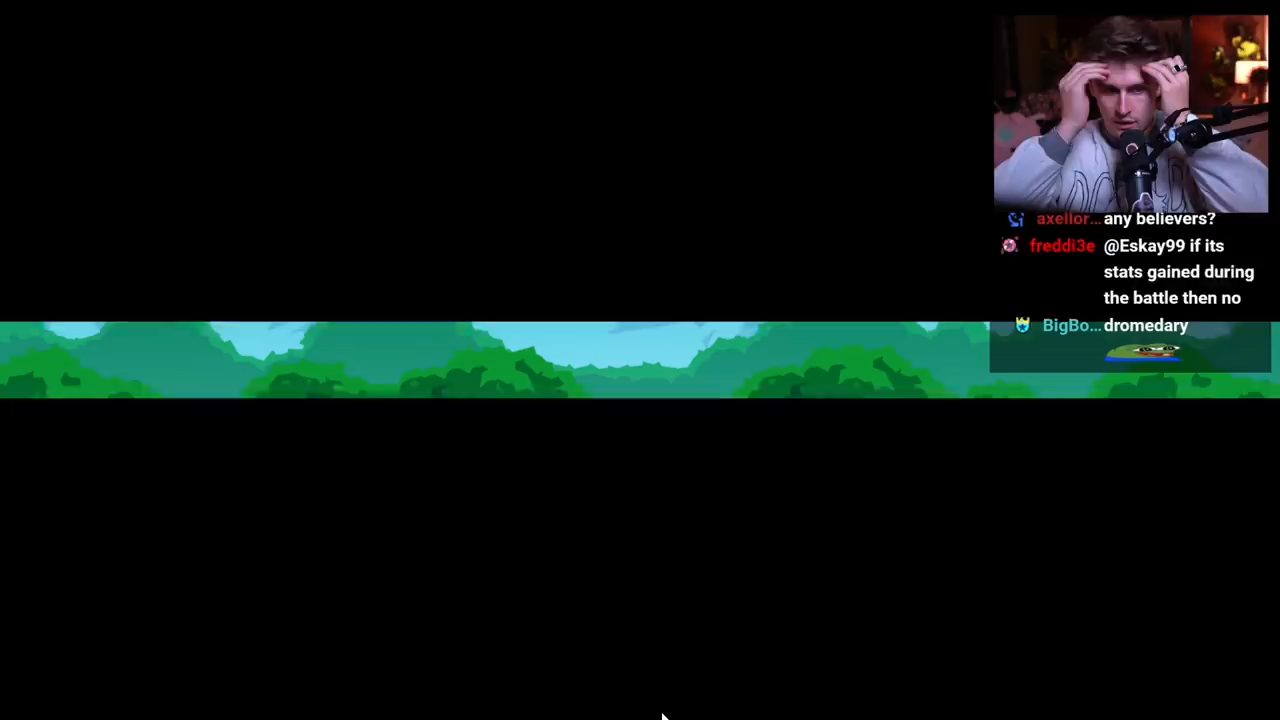 axellor... any believers?
freddi3e @Eskay99 if its
stats gained during
the battle then no
BigBo... dromedary